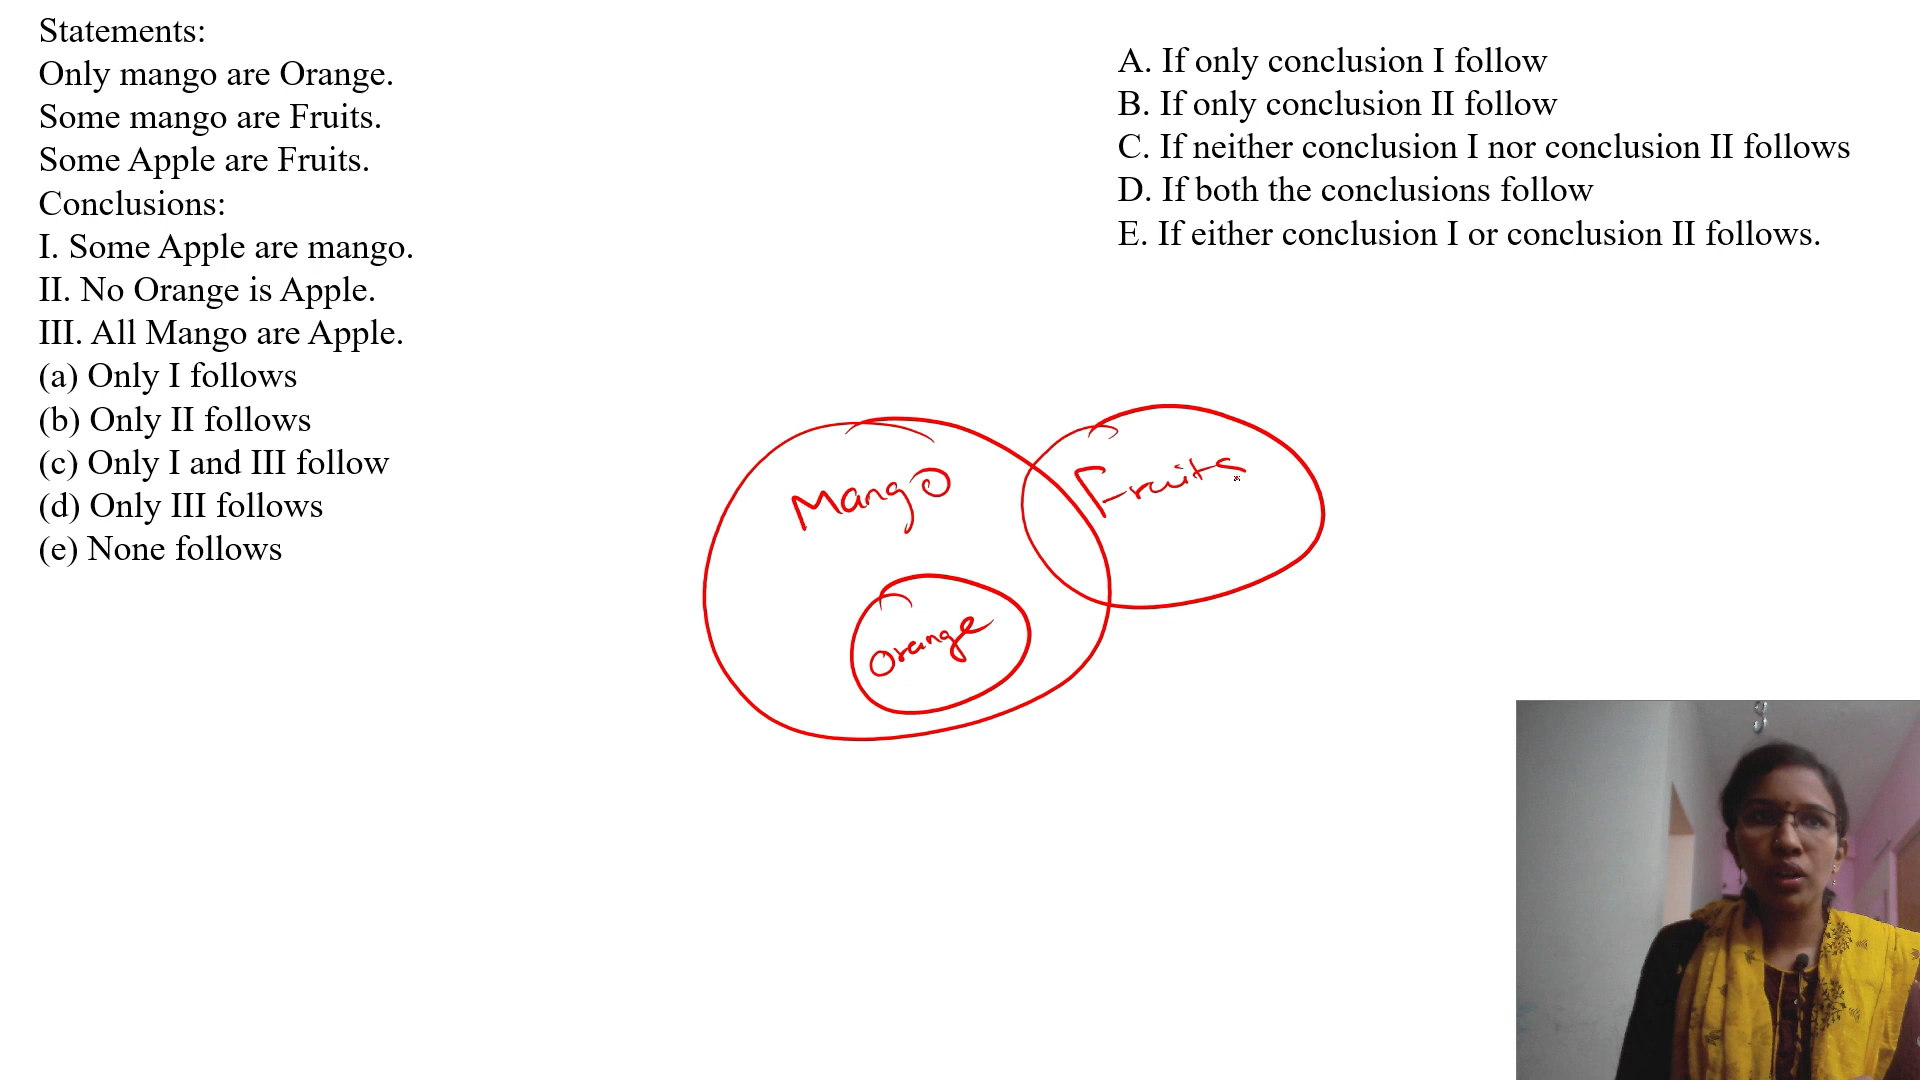 Statements:
Only mango are Orange.
Some mango are Fruits.
Some Apple are Fruits.
Conclusions:
I. Some Apple are mango.
II. No Orange is Apple.
III. All Mango are Apple.
(a) Only I follows
(b) Only II follows
(c) Only I and III follow
(d) Only III follows
(e) None follows
A. If only conclusion I follow
B. If only conclusion II follow
C. If neither conclusion I nor conclusion II follows
D. If both the conclusions follow
E. If either conclusion I or conclusion II follows.
Mango
Fruits
Orange